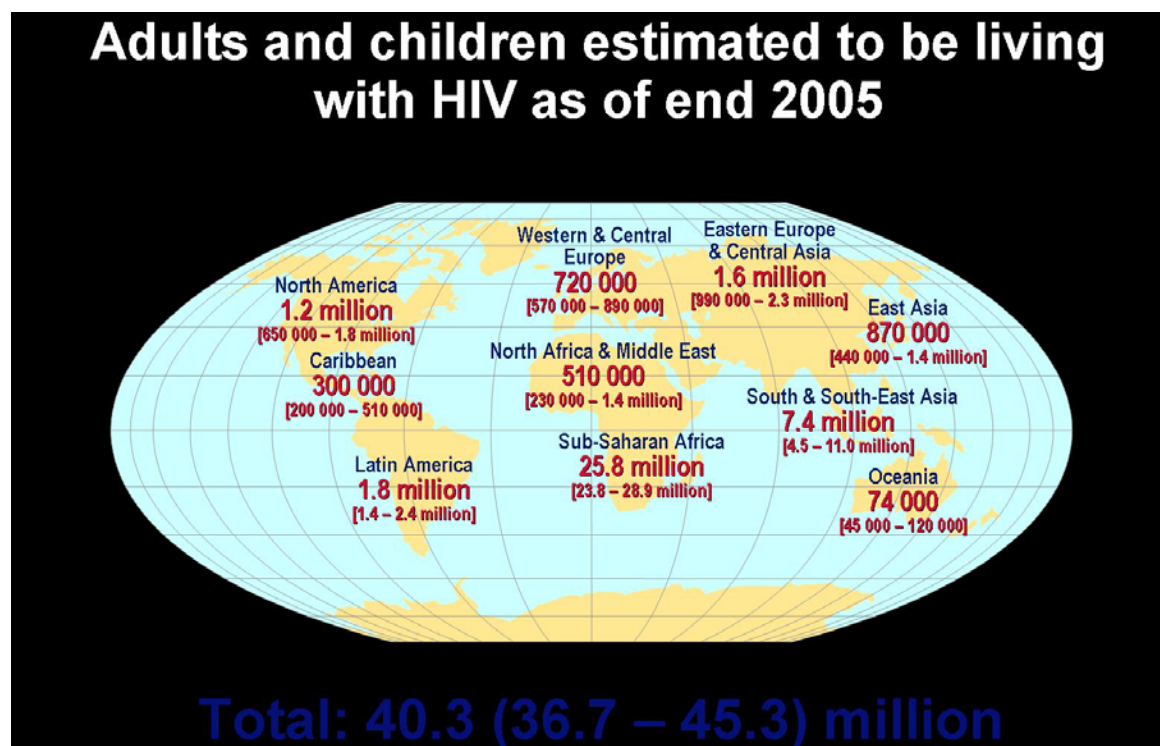 Adults and children estimated to be living
with HIV as of end 2005
Western & Central
Europe
720 000
[570 000 – 890 000]
Eastern Europe
& Central Asia
1.6 million
[990 000 – 2.3 million]
North America
1.2 million
[650 000 – 1.8 million]
East Asia
870 000
[440 000 – 1.4 million]
Caribbean
300 000
[200 000 – 510 000]
North Africa & Middle East
510 000
[230 000 – 1.4 million]
South & South-East Asia
7.4 million
[4.5 – 11.0 million]
Sub-Saharan Africa
25.8 million
[23.8 – 28.9 million]
Latin America
1.8 million
[1.4 – 2.4 million]
Oceania
74 000
[45 000 – 120 000]
Total: 40.3 (36.7 – 45.3) million